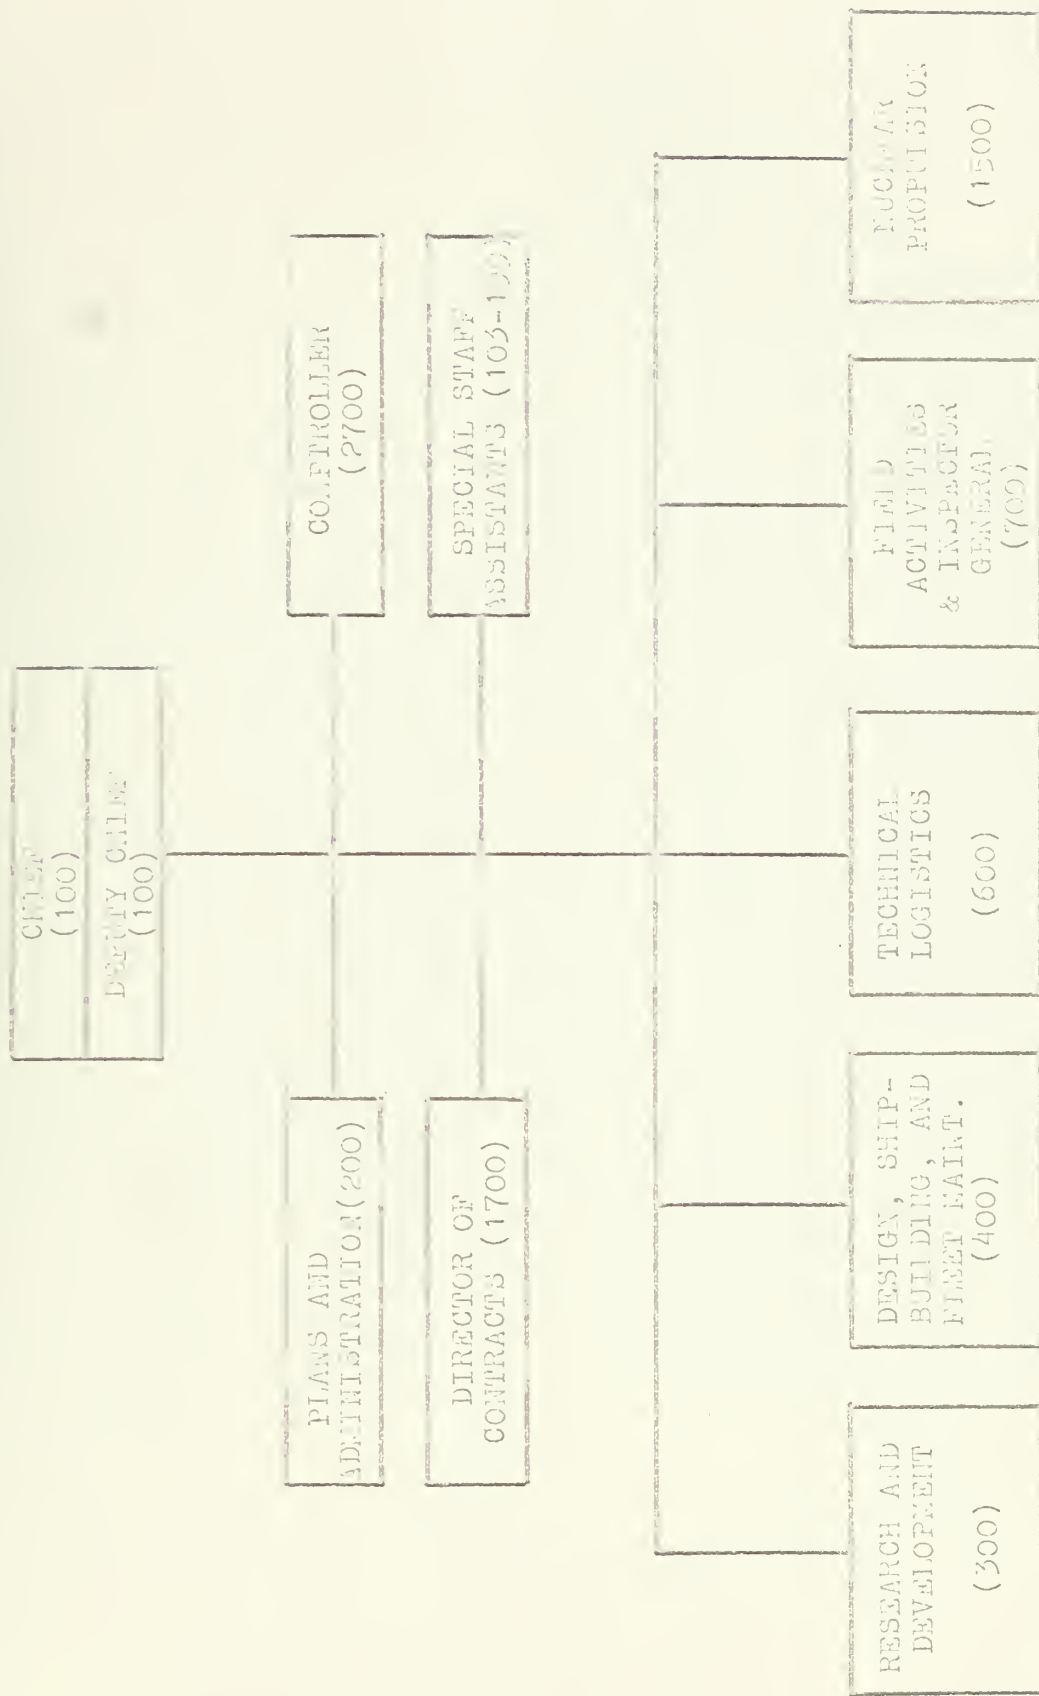 CHIEF
(100)
DEPUTY CHIEF
(100)
PLANS AND
ADMINISTRATION(200)
COMPTROLLER
(2700)
DIRECTOR OF
CONTRACTS (1700)
SPECIAL STAFF
ASSISTANTS
RESEARCH AND
DEVELOPMENT
(300)
DESIGN, SHIP-
BUILDING, AND
FLEET MAINT.
(400)
TECHNICAL
LOGISTICS
(600)
FIELD
ACTIVITIES
& INSPECTOR
GENERAL
(700)
NUCLEAR
PROPULSION
(1500)